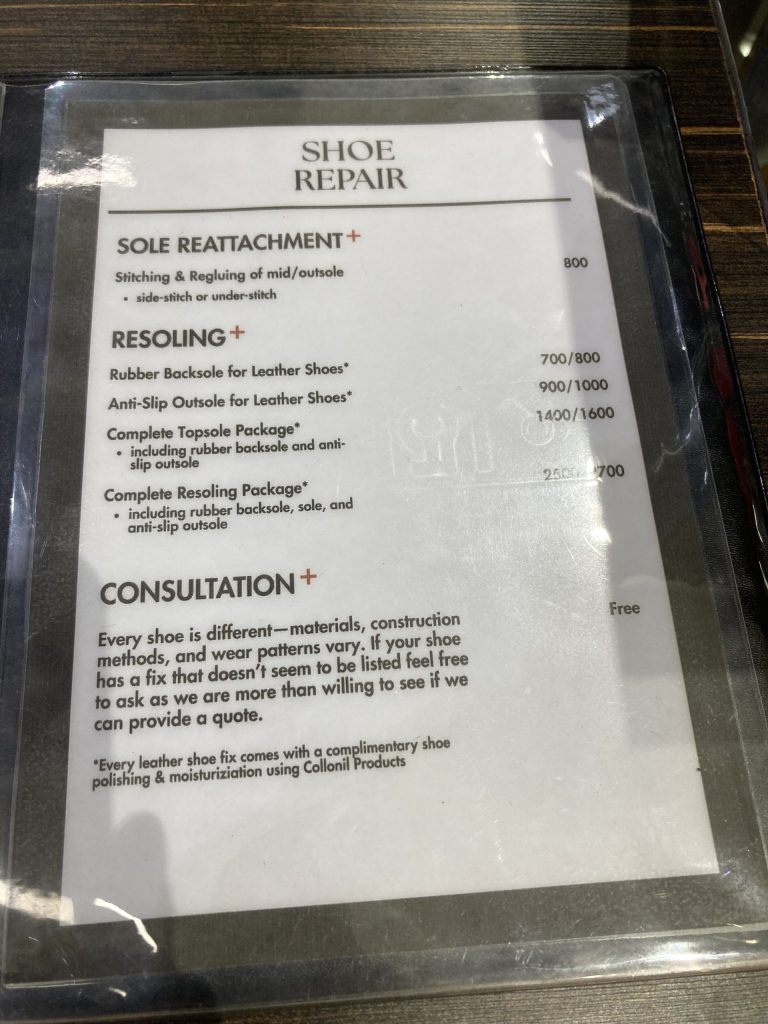 SHOE
REPAIR
SOLE REATTACHMENT+
Stitching & Regluing of mid/outsole 800
• side-stitch or under-stitch
RESOLING+
Rubber Backsole for Leather Shoes* 700/800
Anti-Slip Outsole for Leather Shoes* 900/1000
Complete Topsole Package* 1400/1600
• including rubber backsole and anti-
slip outsole
Complete Resoling Package*
• including rubber backsole, sole, and
anti-slip outsole
CONSULTATION+
Every shoe is different—materials, construction Free
methods, and wear patterns vary. If your shoe
has a fix that doesn't seem to be listed feel free
to ask as we are more than willing to see if we
can provide a quote.
*Every leather shoe fix comes with a complimentary shoe
polishing & moisturiziation using Collonil Products